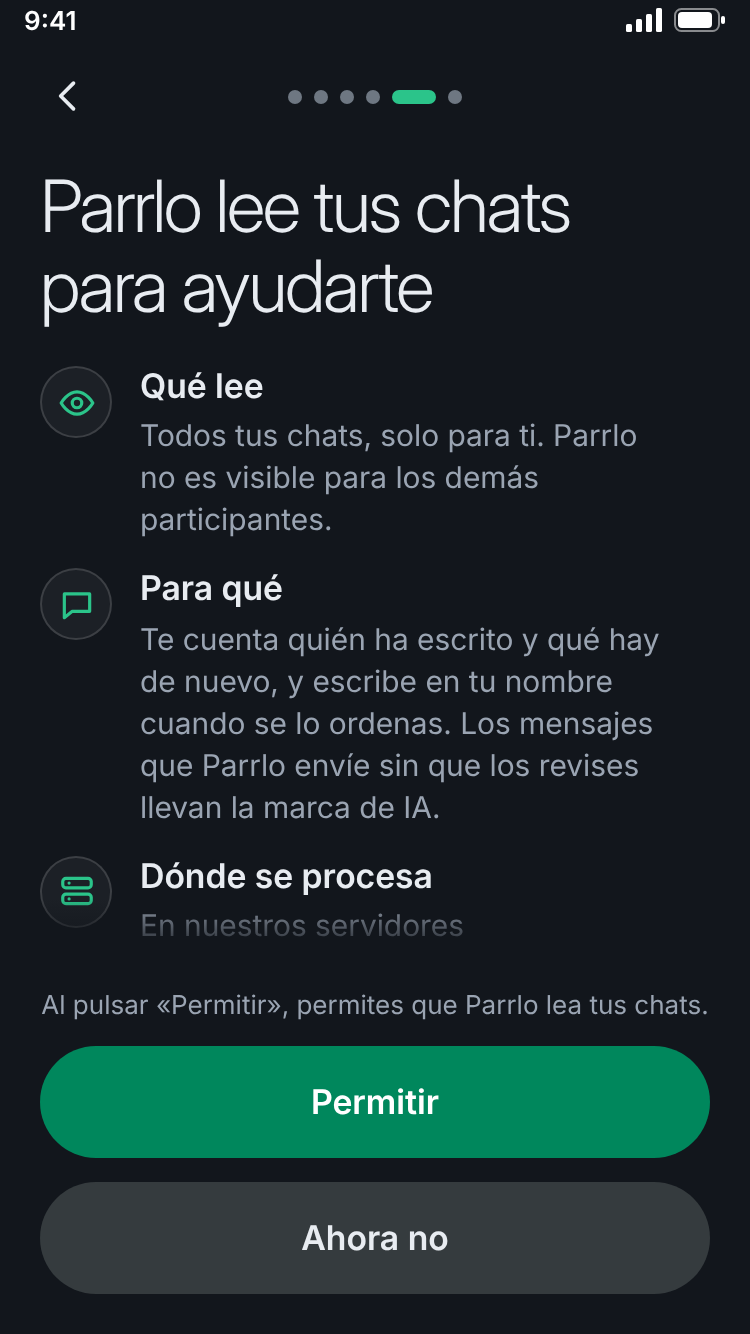 9:41
Parrlo lee tus chats
para ayudarte
Qué lee
Todos tus chats, solo para ti. Parrlo
no es visible para los demás
participantes.
Para qué
Te cuenta quién ha escrito y qué hay
de nuevo, y escribe en tu nombre
cuando se lo ordenas. Los mensajes
que Parrlo envíe sin que los revises
llevan la marca de IA.
Dónde se procesa
En nuestros servidores
Al pulsar «Permitir», permites que Parrlo lea tus chats.
Permitir
Ahora no